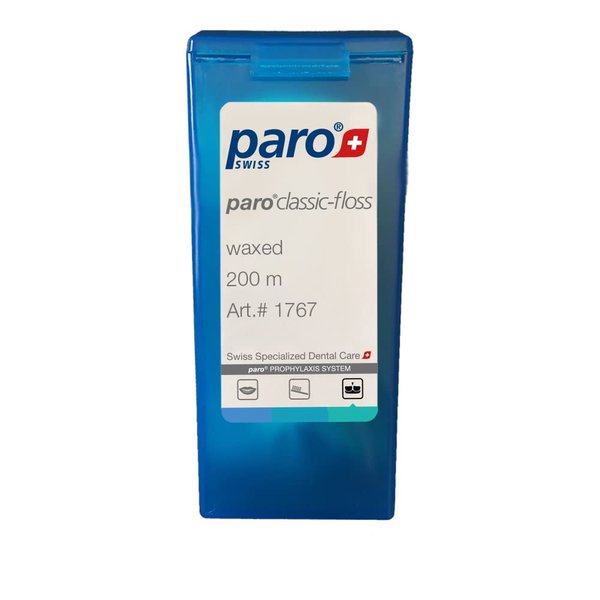 paro®
SWISS
paro®classic-floss
waxed
200 m
Art.# 1767
Swiss Specialized Dental Care
paro® PROPHYLAXIS SYSTEM